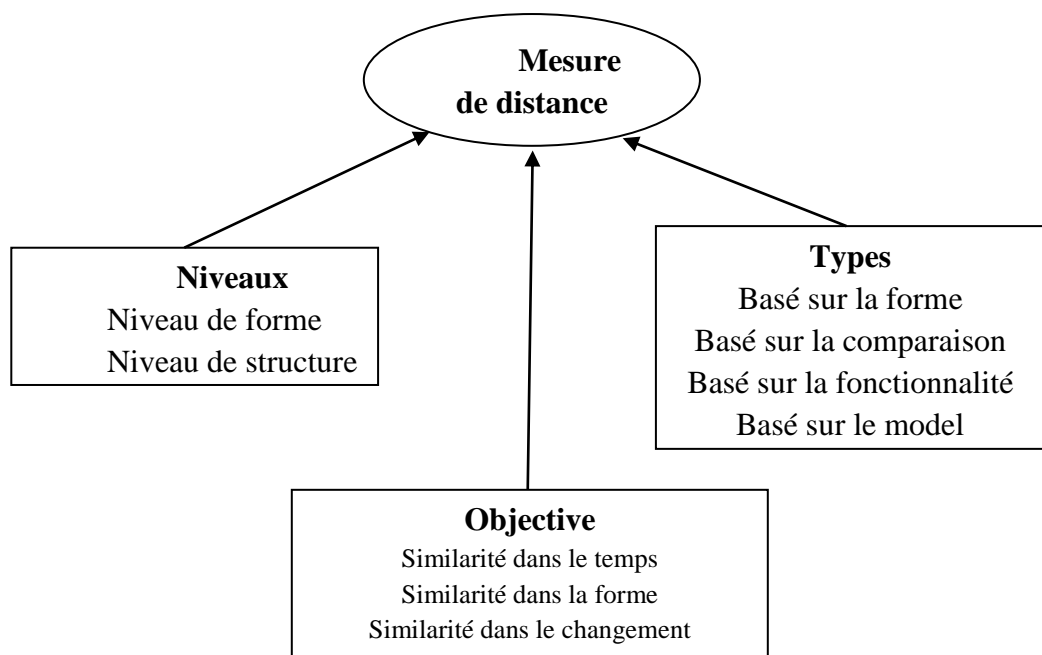 Mesure
de distance
Niveaux
Niveau de forme
Niveau de structure
Types
Basé sur la forme
Basé sur la comparaison
Basé sur la fonctionnalité
Basé sur le model
Objective
Similarité dans le temps
Similarité dans la forme
Similarité dans le changement